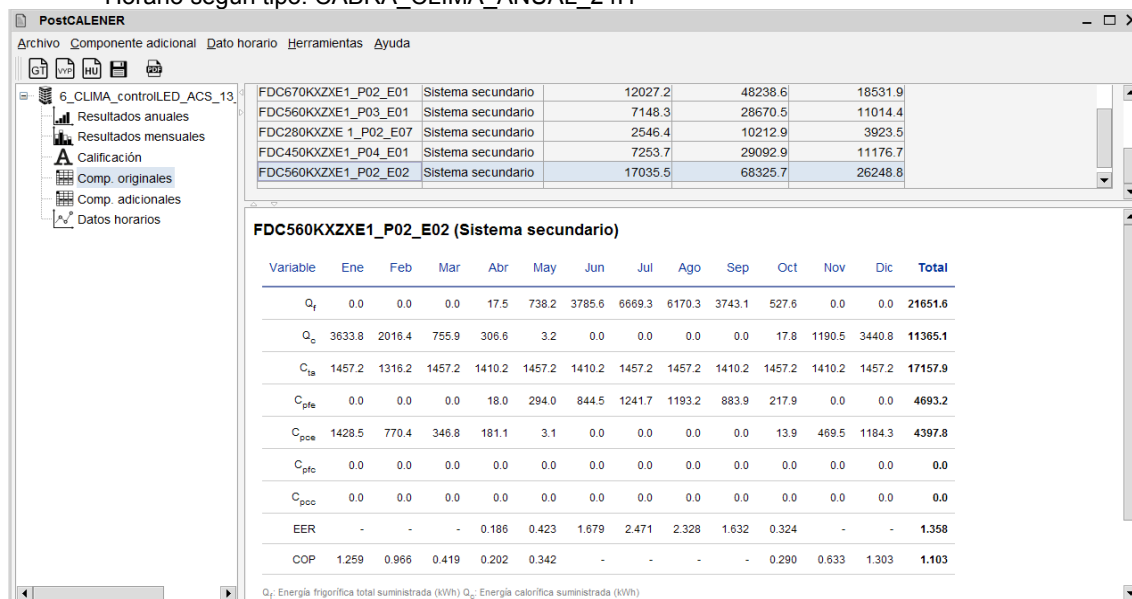 PostCALENER
Archivo Componente adicional Dato horario Herramientas Ayuda
GT VYP HU PDF
6_CLIMA_controlLED_ACS_13_
Resultados anuales
Resultados mensuales
A Calificación
Comp. originales
Comp. adicionales
Datos horarios
FDC670KXZXE1_P02_E01 Sistema secundario 12027.2 48238.6 18531.9
FDC560KXZXE1_P03_E01 Sistema secundario 7148.3 28670.5 11014.4
FDC280KXZXE 1_P02_E07 Sistema secundario 2546.4 10212.9 3923.5
FDC450KXZXE1_P04_E01 Sistema secundario 7253.7 29092.9 11176.7
FDC560KXZXE1_P02_E02 Sistema secundario 17035.5 68325.7 26248.8
FDC560KXZXE1_P02_E02 (Sistema secundario)
Variable Ene Feb Mar Abr May Jun Jul Ago Sep Oct Nov Dic Total
Qf 0.0 0.0 0.0 17.5 738.2 3785.6 6669.3 6170.3 3743.1 527.6 0.0 0.0 21651.6
Qc 3633.8 2016.4 755.9 306.6 3.2 0.0 0.0 0.0 0.0 17.8 1190.5 3440.8 11365.1
Cta 1457.2 1316.2 1457.2 1410.2 1457.2 1410.2 1457.2 1457.2 1410.2 1457.2 1410.2 1457.2 17157.9
Cpfe 0.0 0.0 0.0 18.0 294.0 844.5 1241.7 1193.2 883.9 217.9 0.0 0.0 4693.2
Cpce 1428.5 770.4 346.8 181.1 3.1 0.0 0.0 0.0 0.0 13.9 469.5 1184.3 4397.8
Cpfc 0.0 0.0 0.0 0.0 0.0 0.0 0.0 0.0 0.0 0.0 0.0 0.0 0.0
Cpcc 0.0 0.0 0.0 0.0 0.0 0.0 0.0 0.0 0.0 0.0 0.0 0.0 0.0
EER - - - 0.186 0.423 1.679 2.471 2.328 1.632 0.324 - - 1.358
COP 1.259 0.966 0.419 0.202 0.342 - - - - 0.290 0.633 1.303 1.103
Qf: Energía frigorífica total suministrada (kWh) Qc: Energía calorífica suministrada (kWh)